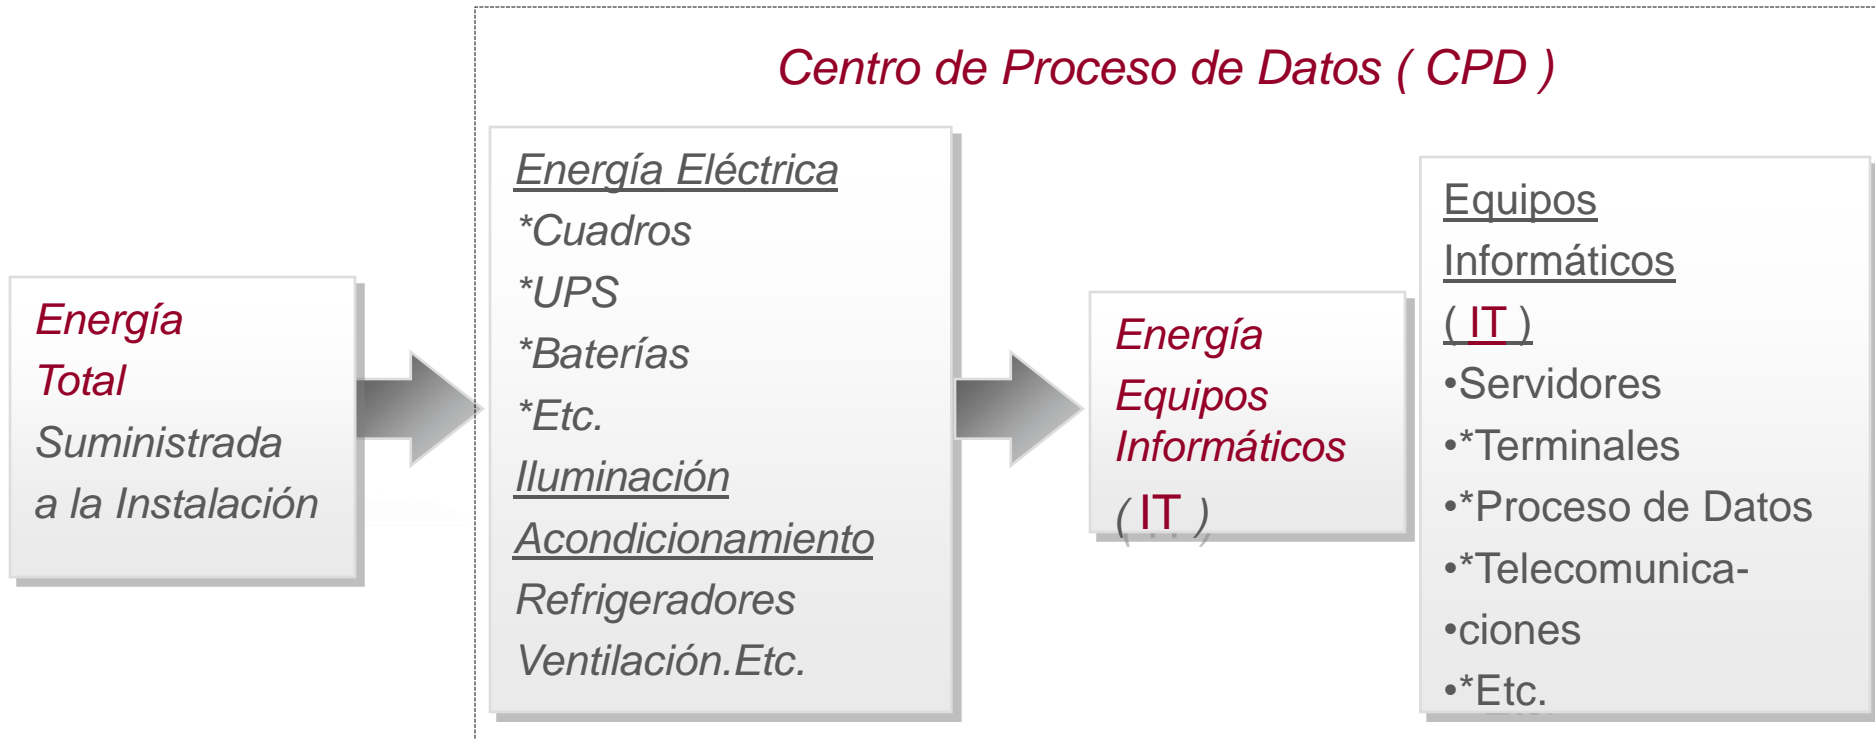 Centro de Proceso de Datos ( CPD )
Energía
Total
Suministrada
a la Instalación
Energía Eléctrica
*Cuadros
*UPS
*Baterías
*Etc.
Iluminación
Acondicionamiento
Refrigeradores
Ventilación.Etc.
Energía
Equipos
Informáticos
( IT )
Equipos
Informáticos
( IT )
•Servidores
•*Terminales
•*Proceso de Datos
•*Telecomunica-
•ciones
•*Etc.